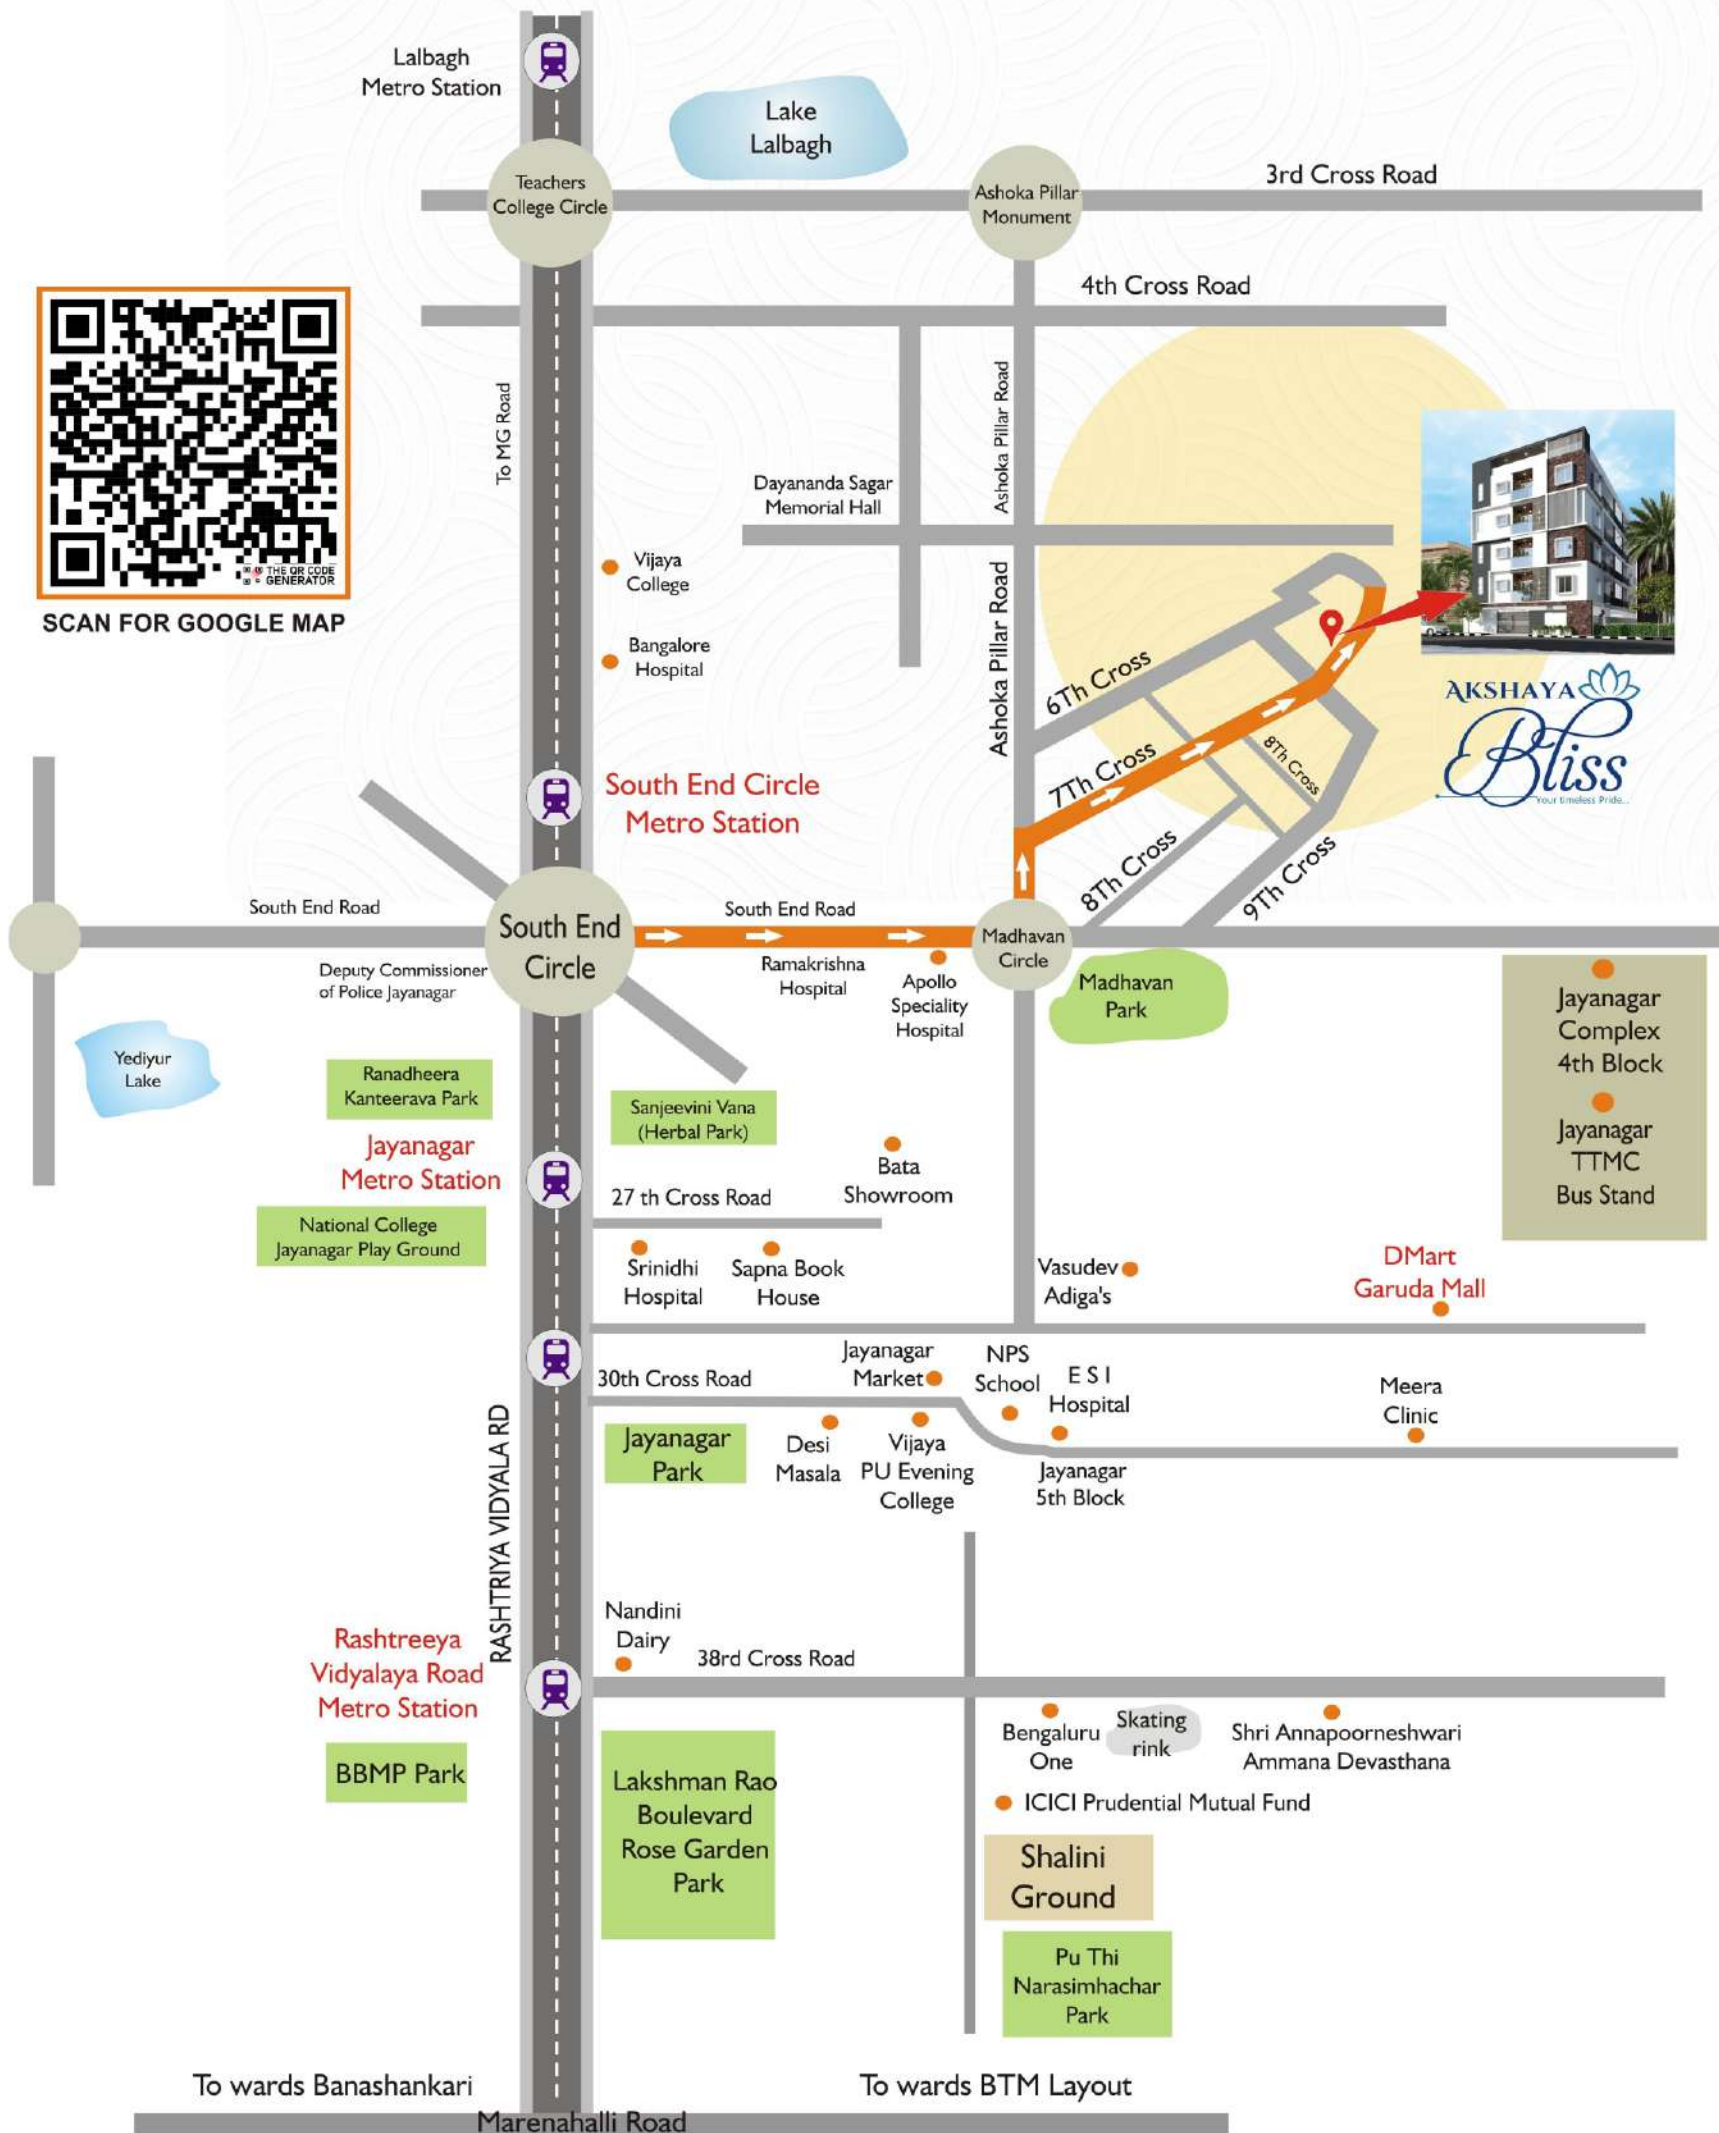 Lalbagh
Metro Station
Lake
Lalbagh
Teachers
College Circle
Ashoka Pillar
Monument
3rd Cross Road
4th Cross Road
To MG Road
Ashoka Pillar Road
Dayananda Sagar
Memorial Hall
THE QR CODE
GENERATOR
SCAN FOR GOOGLE MAP
Vijaya
College
Bangalore
Hospital
Ashoka Pillar Road
6Th Cross
7Th Cross
8Th Cross
8Th Cross
9Th Cross
AKSHAYA
Bliss
Your timeless Pride...
South End Circle
Metro Station
South End Road
South End
Circle
South End Road
Madhavan
Circle
Deputy Commissioner
of Police Jayanagar
Ramakrishna
Hospital
Apollo
Speciality
Hospital
Madhavan
Park
Jayanagar
Complex
4th Block
Jayanagar
TTMC
Bus Stand
Yediyur
Lake
Ranadheera
Kanteerava Park
Sanjeevini Vana
(Herbal Park)
Jayanagar
Metro Station
Bata
Showroom
27 th Cross Road
National College
Jayanagar Play Ground
Srinidhi
Hospital
Sapna Book
House
Vasudev
Adiga's
DMart
Garuda Mall
30th Cross Road
Jayanagar
Market
NPS
School
E S I
Hospital
Meera
Clinic
Jayanagar
Park
Desi
Masala
Vijaya
PU Evening
College
Jayanagar
5th Block
RASHTRIYA VIDYALA RD
Nandini
Dairy
38rd Cross Road
Rashtreeya
Vidyalaya Road
Metro Station
BBMP Park
Lakshman Rao
Boulevard
Rose Garden
Park
Bengaluru
One
Skating
rink
Shri Annapoorneshwari
Ammana Devasthana
ICICI Prudential Mutual Fund
Shalini
Ground
Pu Thi
Narasimhachar
Park
To wards Banashankari
To wards BTM Layout
Marenahalli Road